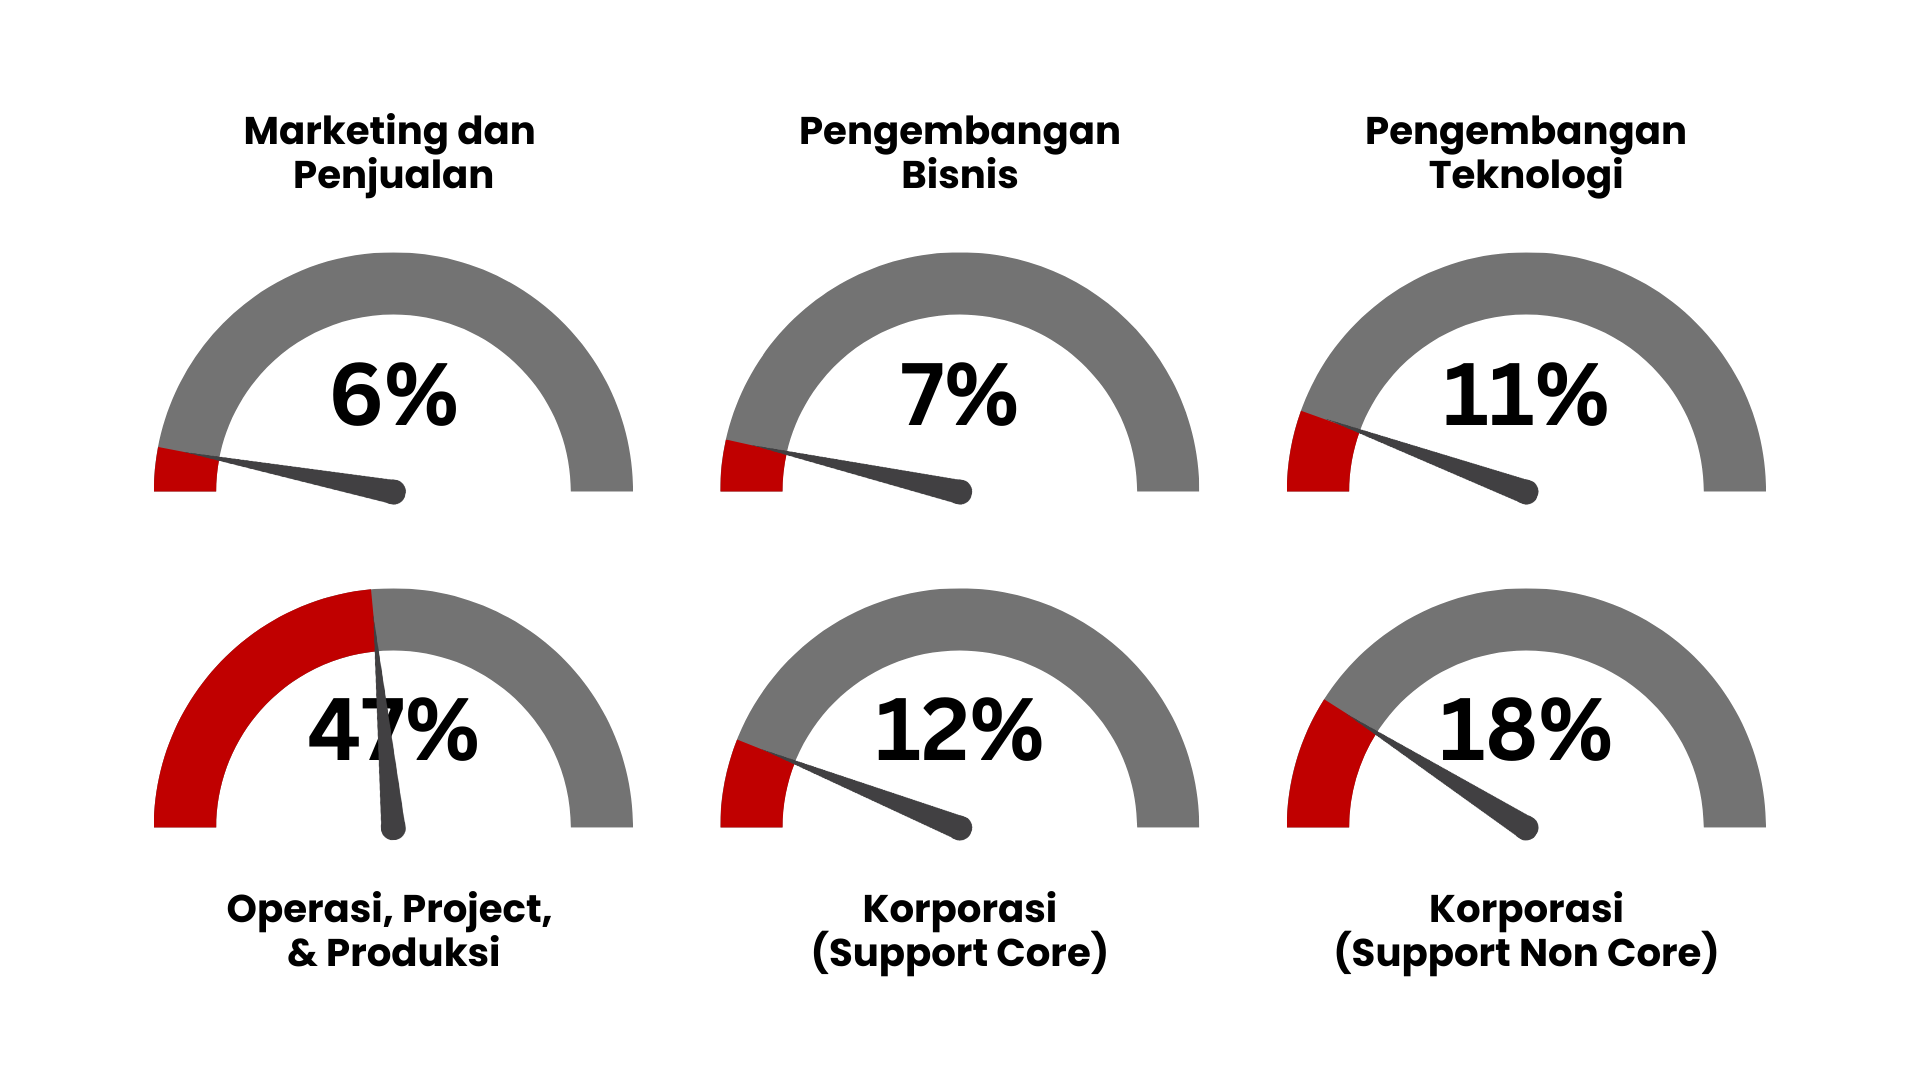 Marketing dan
Penjualan
Pengembangan
Bisnis
Pengembangan
Teknologi
6%
7%
11%
47%
12%
18%
Operasi, Project,
& Produksi
Korporasi
(Support Core)
Korporasi
(Support Non Core)